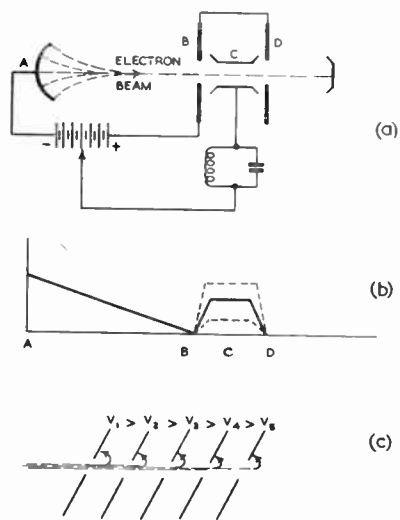 A
ELECTRON
BEAM
B
C
D
- +
(a)
(b)
A B C D
V₁ > V₂ > V₃ > V₄ > V₅
(c)